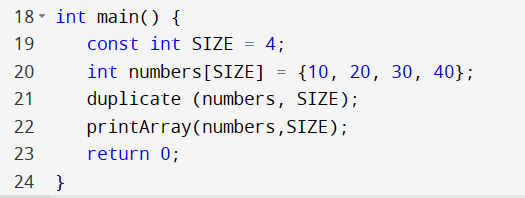 18 int main() {
19 const int SIZE = 4;
20 int numbers[SIZE] = {10, 20, 30, 40};
21 duplicate (numbers, SIZE);
22 printArray(numbers,SIZE);
23 return 0;
24 }